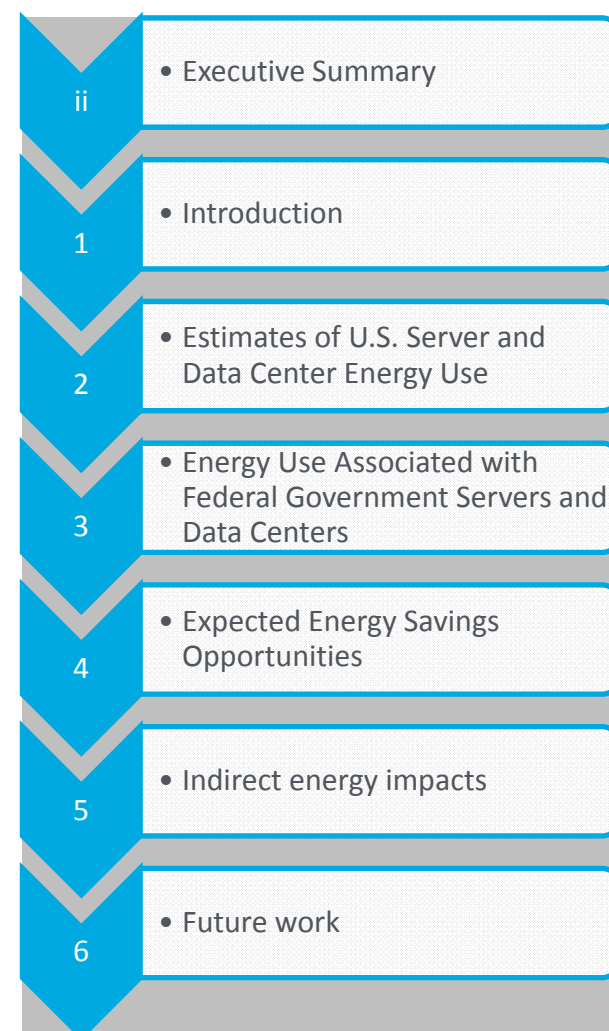 ii
• Executive Summary
1
• Introduction
2
• Estimates of U.S. Server and
Data Center Energy Use
3
• Energy Use Associated with
Federal Government Servers and
Data Centers
4
• Expected Energy Savings
Opportunities
5
• Indirect energy impacts
6
• Future work